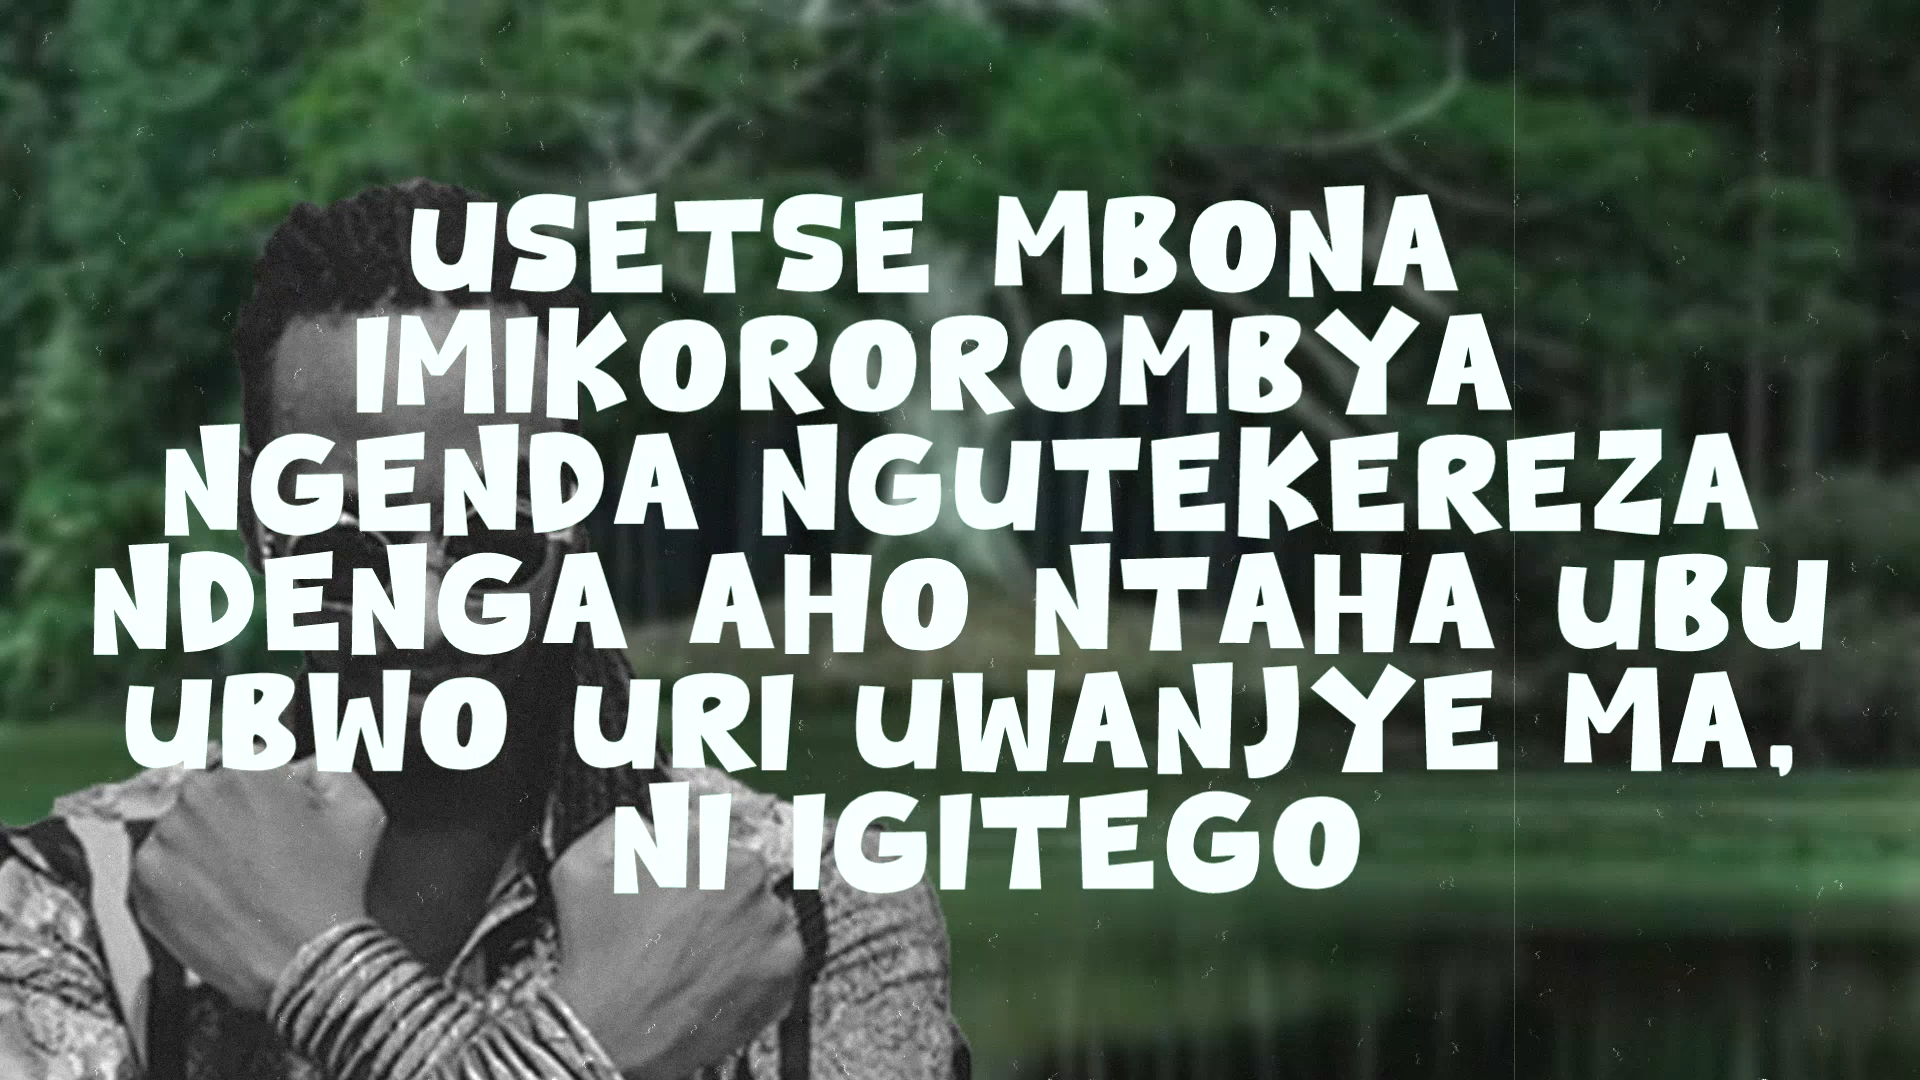 USETSE MBONA
IMIKOROROMBYA
NGENDA NGUTEKEREZA
NDENGA AHO NTAHA UBU
UBWO URI UWANJYE MA,
NI IGITEGO